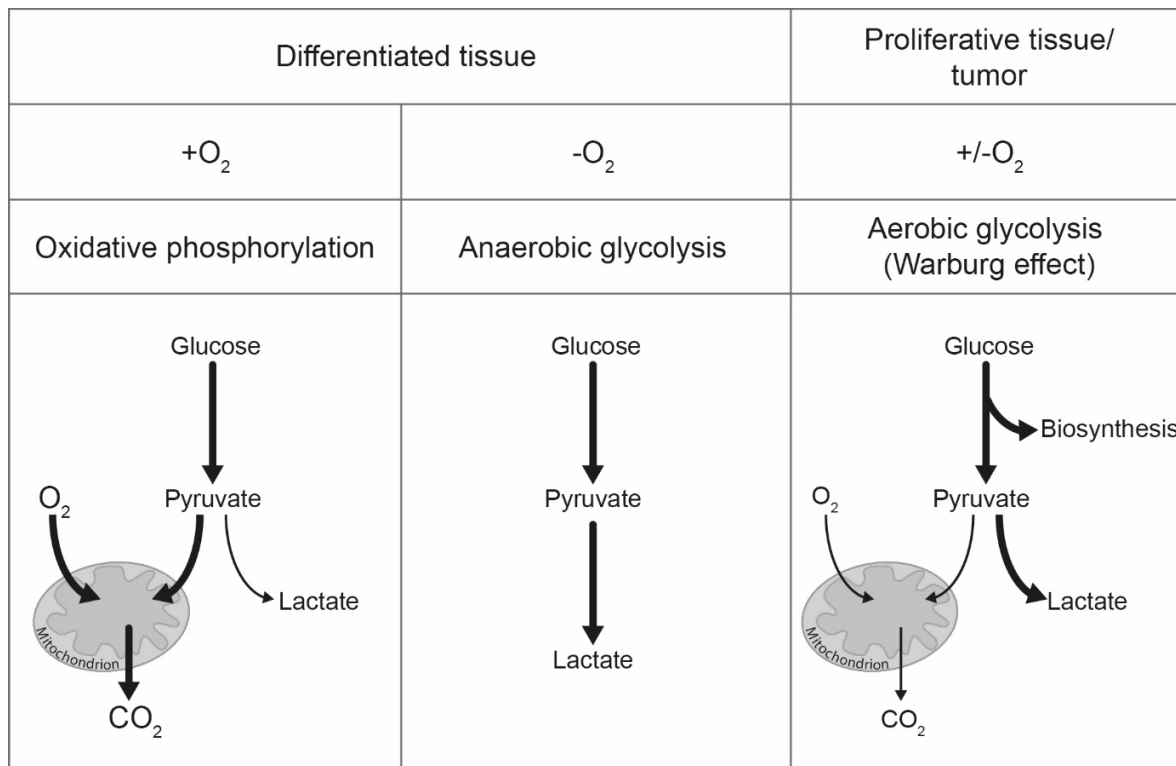 Differentiated tissue
Proliferative tissue/
tumor
+O₂
-O₂
+/-O₂
Oxidative phosphorylation
Anaerobic glycolysis
Aerobic glycolysis
(Warburg effect)
Glucose
O₂
Pyruvate
Lactate
Mitochondrion
CO₂
Glucose
Pyruvate
Lactate
Glucose
Biosynthesis
O₂
Pyruvate
Lactate
Mitochondrion
CO₂